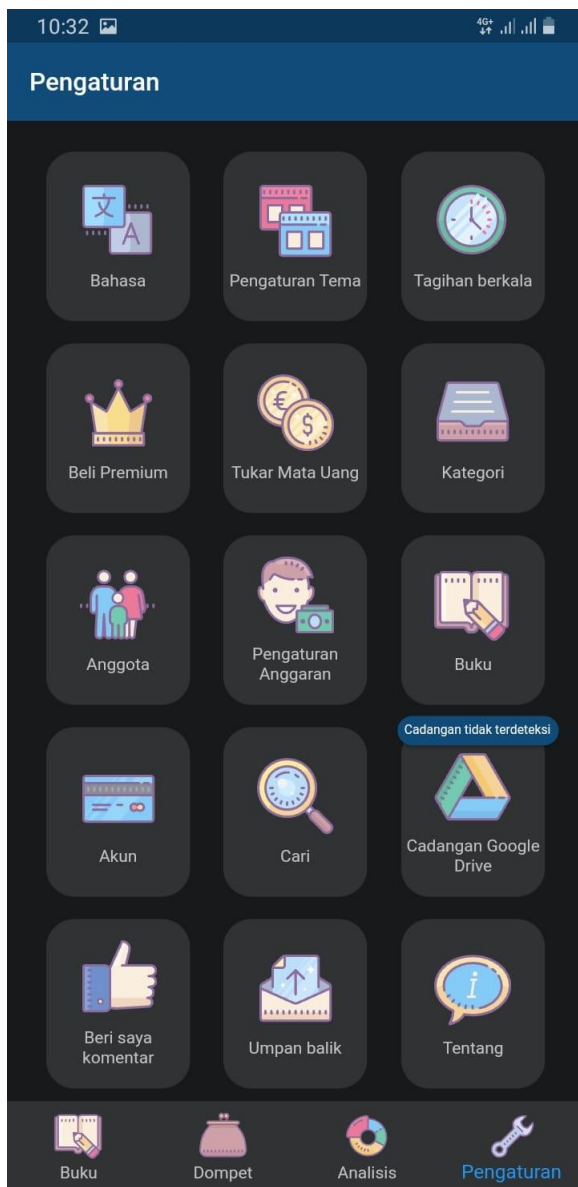 10:32
4G+
Pengaturan
文
A
Bahasa
Pengaturan Tema
Tagihan berkala
Beli Premium
€
$
Tukar Mata Uang
Kategori
Anggota
Pengaturan
Anggaran
Buku
Cadangan tidak terdeteksi
Akun
Cari
Cadangan Google
Drive
Beri saya
komentar
Umpan balik
i
Tentang
Buku
Dompet
Analisis
Pengaturan